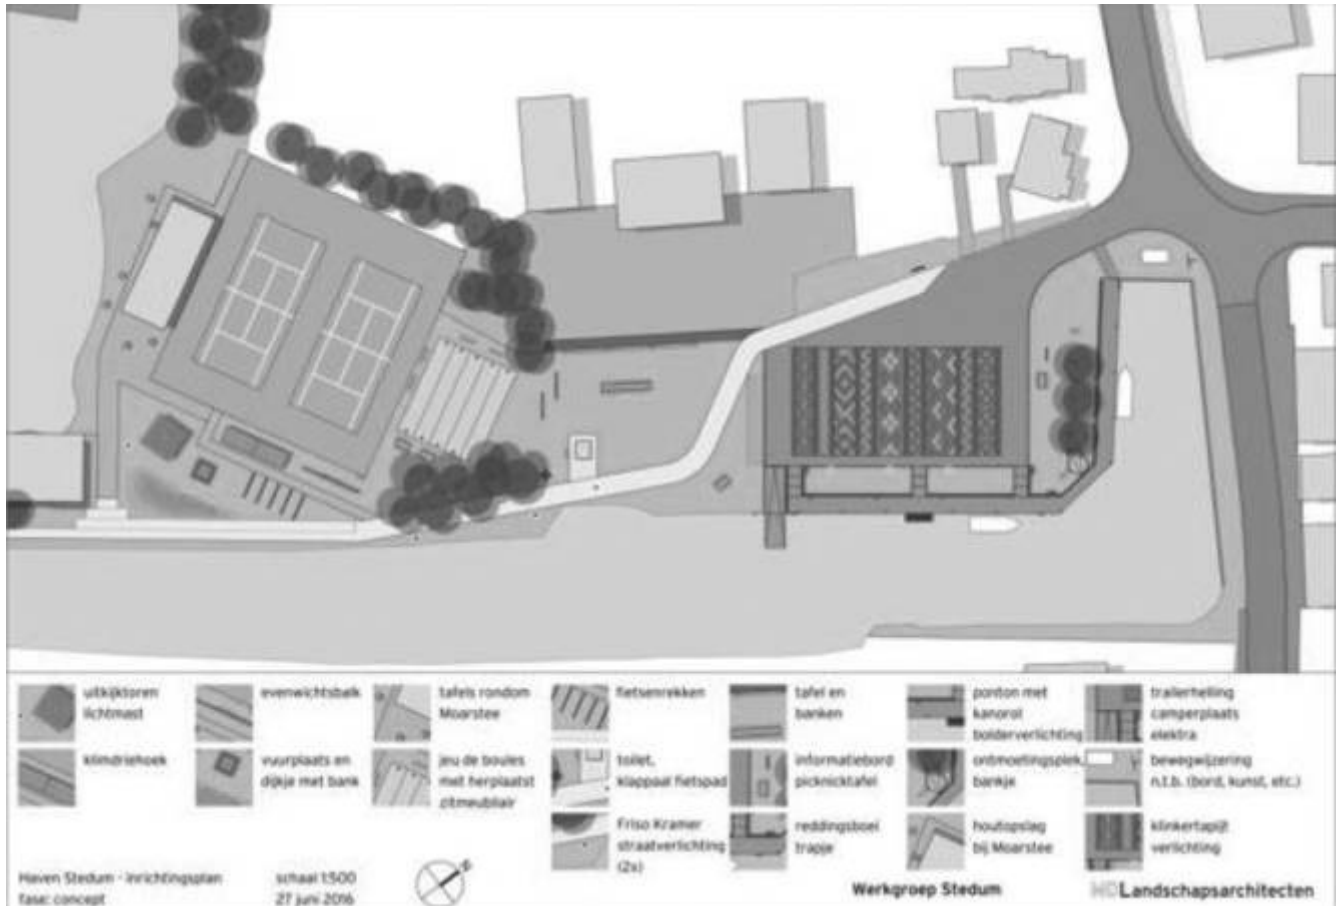 uitkijktoren
lichtmast
evenwichtsbalk
tafels rondom
Moarstee
fietsenrekken
tafel en
banken
ponton met
kanorol
bolderverlichting
trailerhelling
camperplaats
elektra
klimdriehoek
vuurplaats en
dijkje met bank
jeu de boules
met herplaatst
zitmeubilair
toilet,
klappaal fietspad
informatiebord
picknicktafel
ontmoetingsplek,
bankje
bewegwijzering
n.t.b. (bord, kunst, etc.)
Friso Kramer
straatverlichting
(2x)
reddingsboei
trapje
houtopslag
bij Moarstee
klinkertapijt
verlichting
Haven Stedum - inrichtingsplan
fase: concept
schaal 1:500
27 juni 2016
N
Werkgroep Stedum
MDLandschapsarchitecten